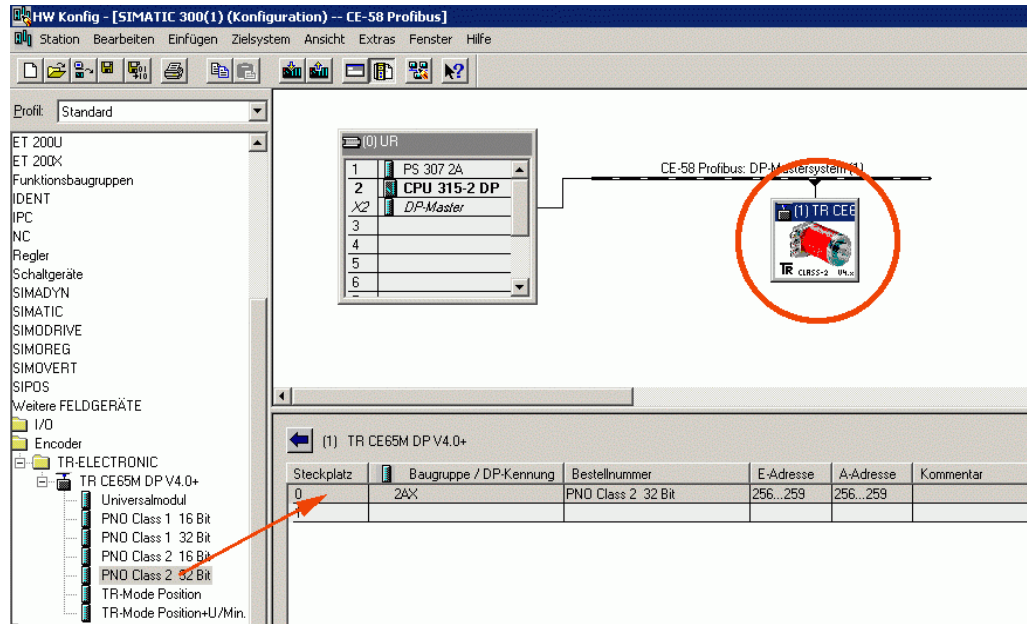 HW Konfig - [SIMATIC 300(1) (Konfiguration) -- CE-58 Profibus]
Station Bearbeiten Einfügen Zielsystem Ansicht Extras Fenster Hilfe
Profil: Standard
ET 200U
ET 200X
Funktionsbaugruppen
IDENT
IPC
NC
Regler
Schaltgeräte
SIMADYN
SIMATIC
SIMODRIVE
SIMOREG
SIMOVERT
SIPOS
Weitere FELDGERÄTE
I/O
Encoder
TR-ELECTRONIC
TR CE65M DP V4.0+
Universalmodul
PNO Class 1 16 Bit
PNO Class 1 32 Bit
PNO Class 2 16 Bit
PNO Class 2 32 Bit
TR-Mode Position
TR-Mode Position+U/Min.
(0) UR
1 PS 307 2A
2 CPU 315-2 DP
X2 DP-Master
3
4
5
6
CE-58 Profibus: DP-Mastersystem (1)
(1) TR CE6
TR CLASS-2 V4.x
(1) TR CE65M DP V4.0+
Steckplatz Baugruppe / DP-Kennung Bestellnummer E-Adresse A-Adresse Kommentar
0 2AX PNO Class 2 32 Bit 256...259 256...259
1